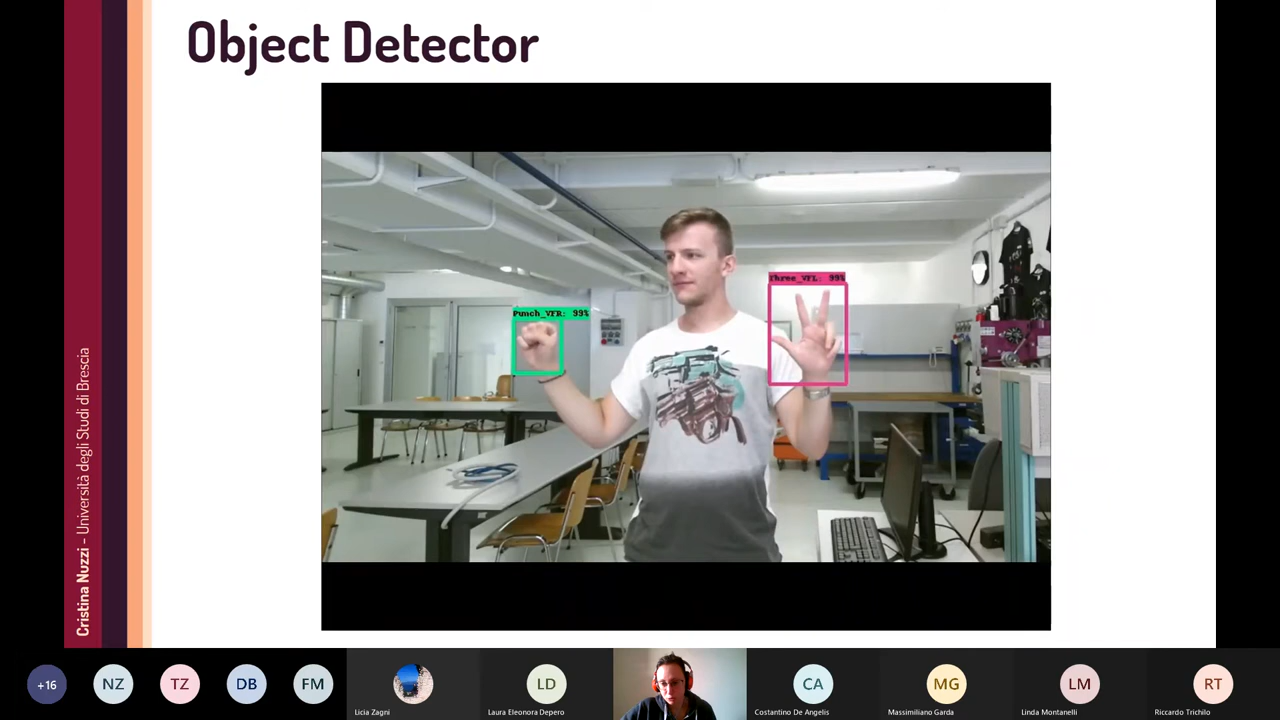 Object Detector
Punch_VFR: 99%
Three_VFL: 99%
Cristina Nuzzi - Università degli Studi di Brescia
+16
NZ
TZ
DB
FM
Licia Zagni
LD
Laura Eleonora Depero
CA
Costantino De Angelis
MG
Massimiliano Garda
LM
Linda Montanelli
RT
Riccardo Trichilo